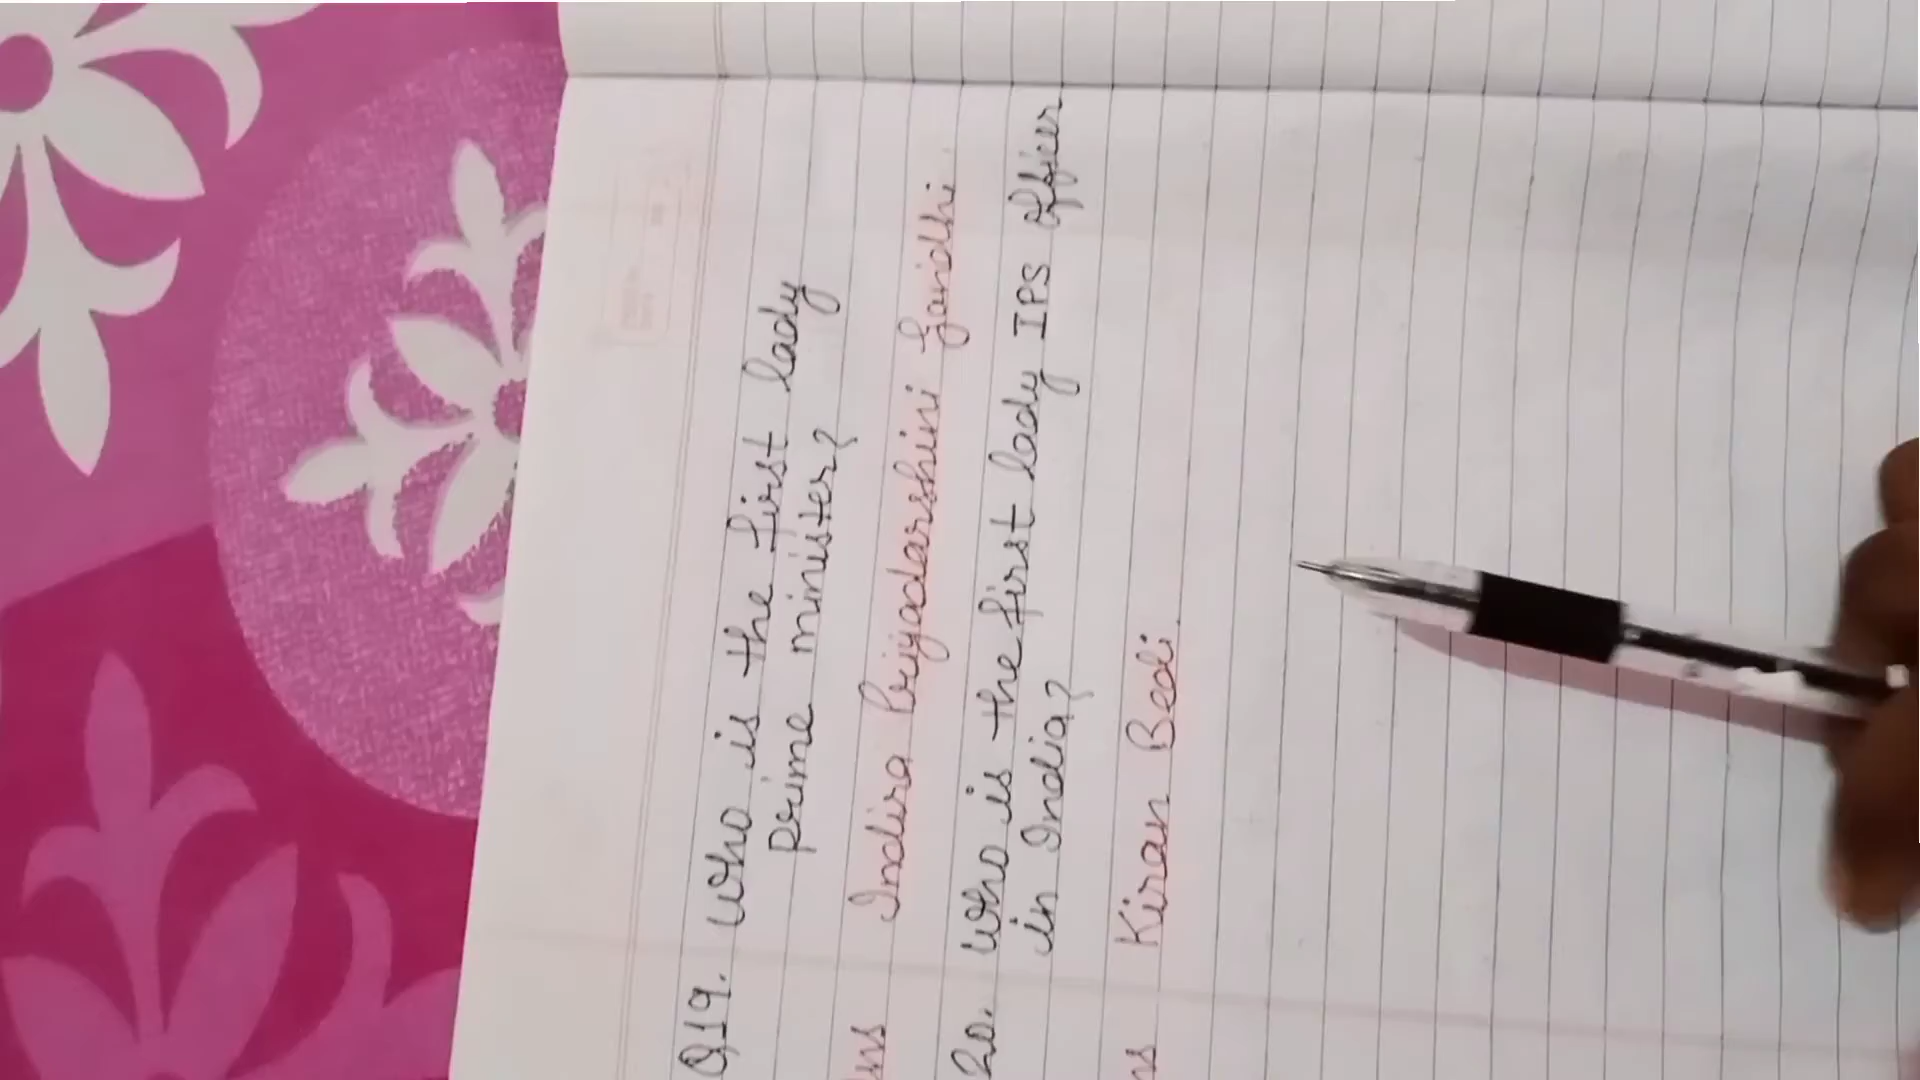 Q19. Who is the first lady
prime minister?
Ans Indira Priyadarshini Gandhi.
20. Who is the first lady IPS officer
in India?
ns Kiran Bedi.